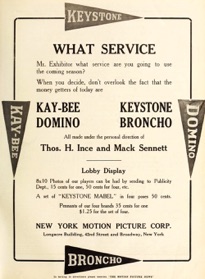 KEYSTONE
WHAT SERVICE
Mr. Exhibitor what service are you going to use
the coming season?
When you decide, don't overlook the fact that the
money getters of today are
KAY-BEE
KAY-BEE KEYSTONE
DOMINO BRONCHO
DOMINO
All made under the personal direction of
Thos. H. Ince and Mack Sennett
Lobby Display
8x10 Photos of our players can be had by sending to Publicity
Dept., 35 cents for one, 50 cents for four, etc.
A set of "KEYSTONE MABEL" in four poses 50 cents.
Pennants of our four brands 35 cents for one
$1.25 for the set of four.
NEW YORK MOTION PICTURE CORP.
Longacre Building, 42nd Street and Broadway, New York
BRONCHO
"THE MOTION PICTURE NEWS"